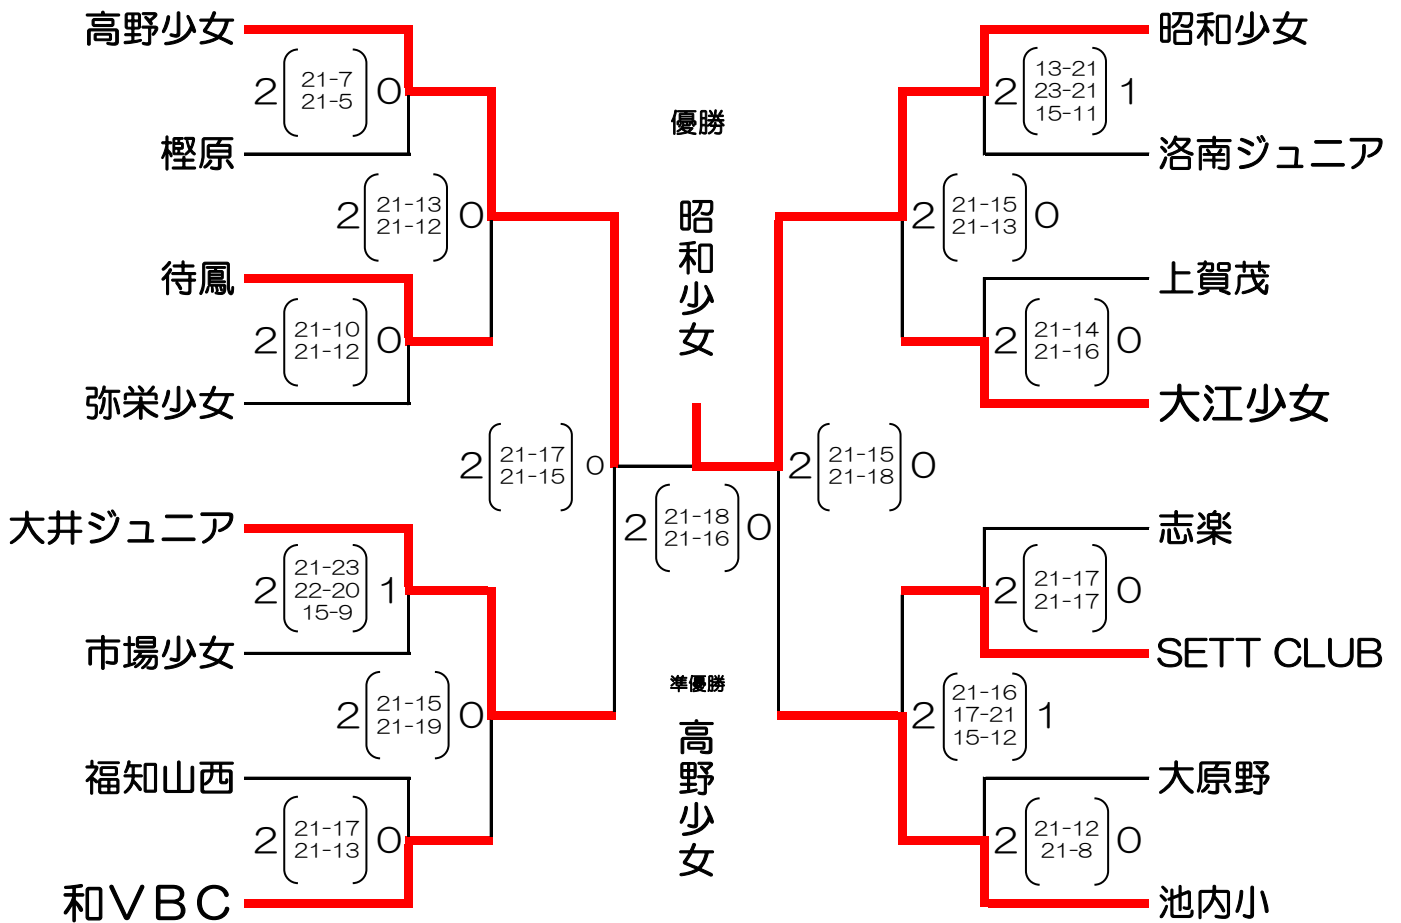 高野少女
2 21-7 0
21-5
樫原
2 21-13 0
21-12
待鳳
2 21-10 0
21-12
弥栄少女
2 21-17 0
21-15
大井ジュニア
2 21-23 1
22-20
15-9
市場少女
2 21-15 0
21-19
福知山西
2 21-17 0
21-13
和VBC
優勝
昭和少女
2 21-18 0
21-16
準優勝
高野少女
昭和少女
2 13-21 1
23-21
15-11
洛南ジュニア
2 21-15 0
21-13
上賀茂
2 21-14 0
21-16
大江少女
2 21-15 0
21-18
志楽
2 21-17 0
21-17
SETT CLUB
2 21-16 1
17-21
15-12
大原野
2 21-12 0
21-8
池内小